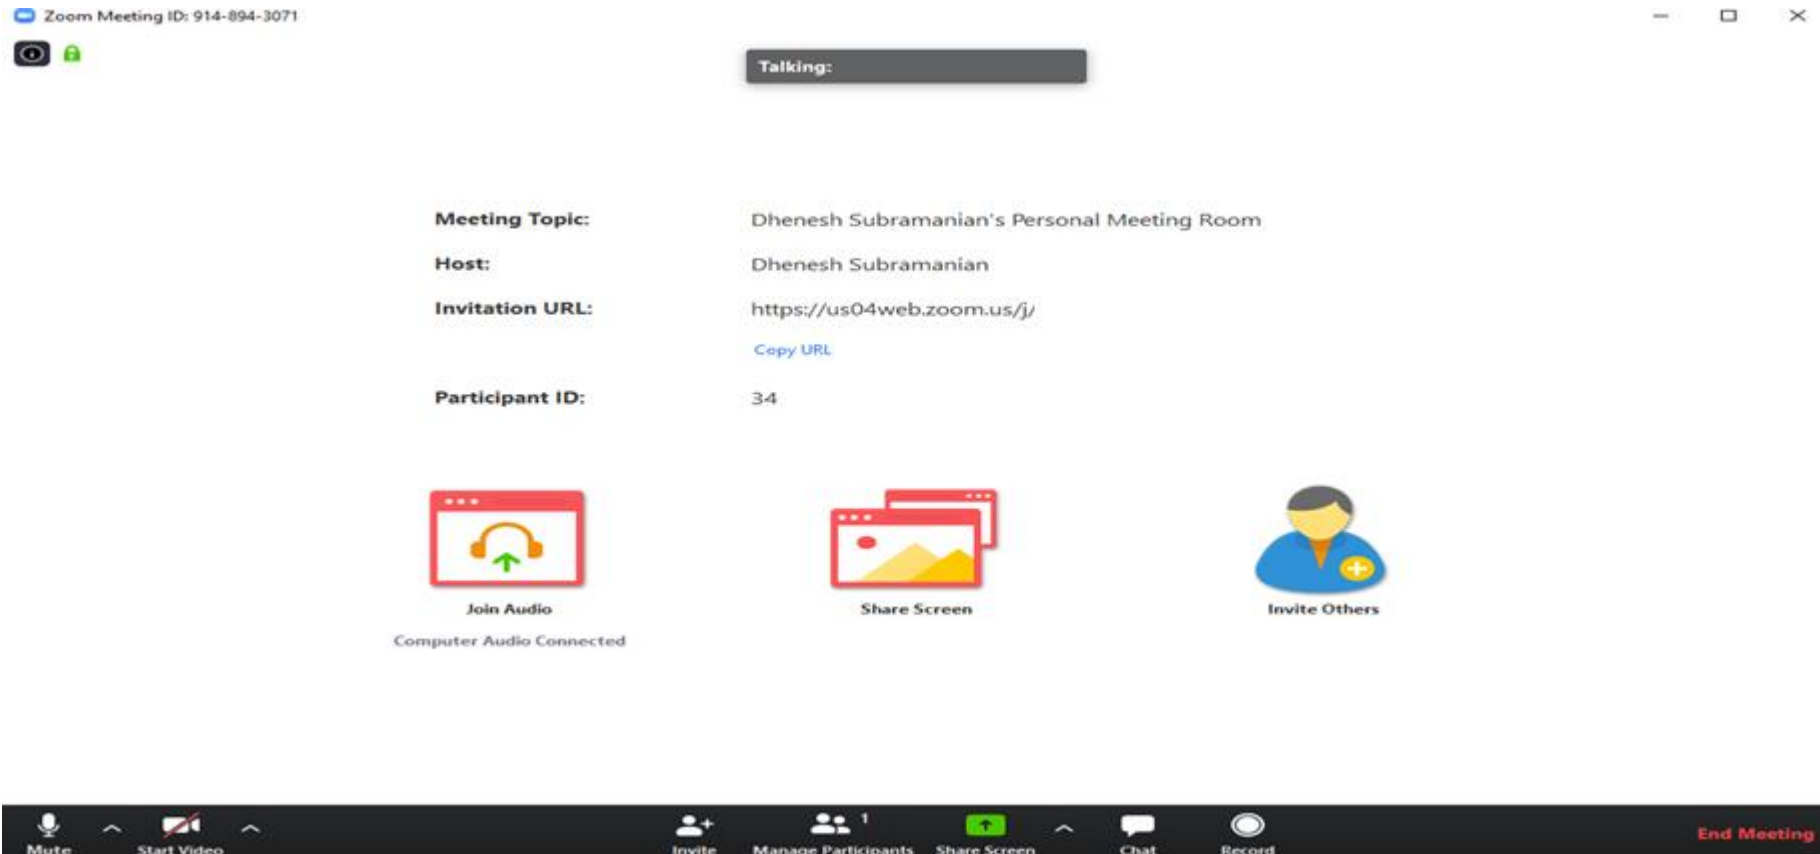 Zoom Meeting ID: 914-894-3071
Talking:
Meeting Topic: Dhenesh Subramanian's Personal Meeting Room
Host: Dhenesh Subramanian
Invitation URL: https://us04web.zoom.us/j/
Copy URL
Participant ID: 34
Join Audio Share Screen Invite Others
Computer Audio Connected
1
Mute Start Video Invite Manage Participants Share Screen Chat Record End Meeting